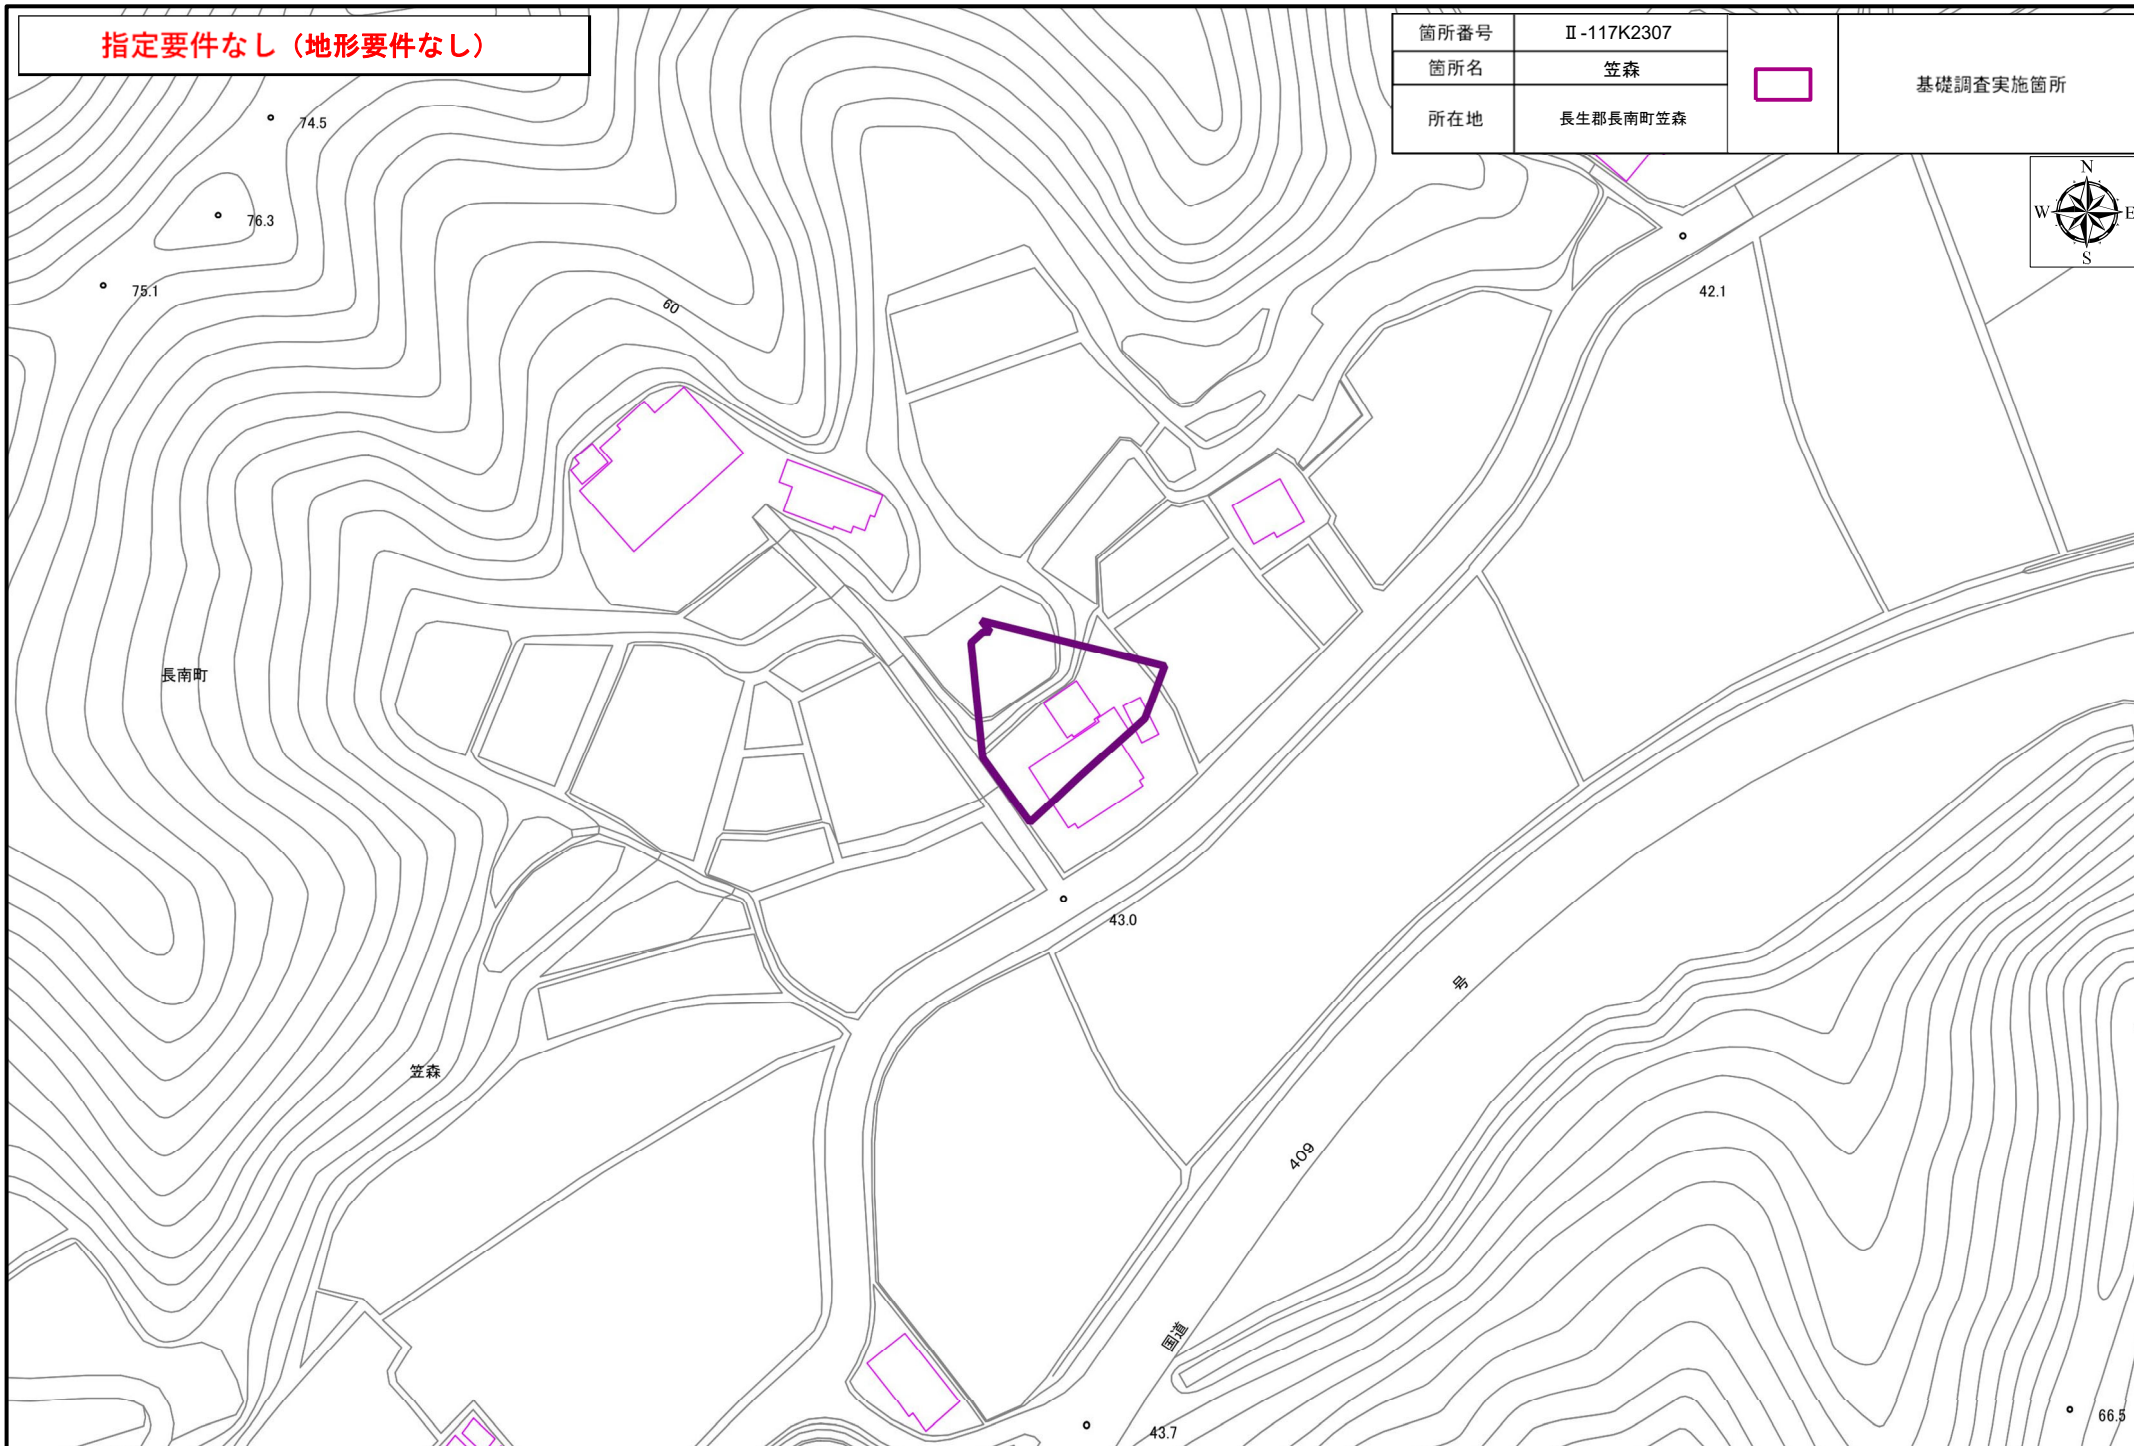 指定要件なし（地形要件なし）
箇所番号 Ⅱ-117K2307
箇所名 笠森
所在地 長生郡長南町笠森
基礎調査実施箇所
N
W E
S
74.5
76.3
75.1
42.1
60
長南町
43.0
号
笠森
409
国道
43.7
66.5